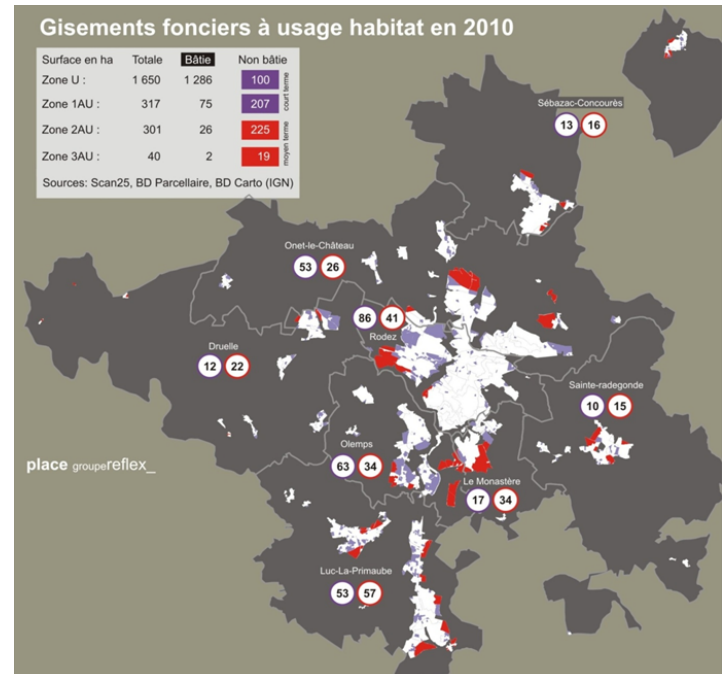 Gisements fonciers à usage habitat en 2010
Surface en ha Totale Bâtie Non bâtie
Zone U : 1 650 1 286 100
Zone 1AU : 317 75 207
court terme
Zone 2AU : 301 26 225
Zone 3AU : 40 2 19
moyen terme
Sources: Scan25, BD Parcellaire, BD Carto (IGN)
Sébazac-Concourès
13 16
Onet-le-Château
53 26
86 41
Rodez
Druelle
12 22
Sainte-radegonde
10 15
Olemps
63 34
place groupereflex_
Le Monastère
17 34
Luc-La-Primaube
53 57